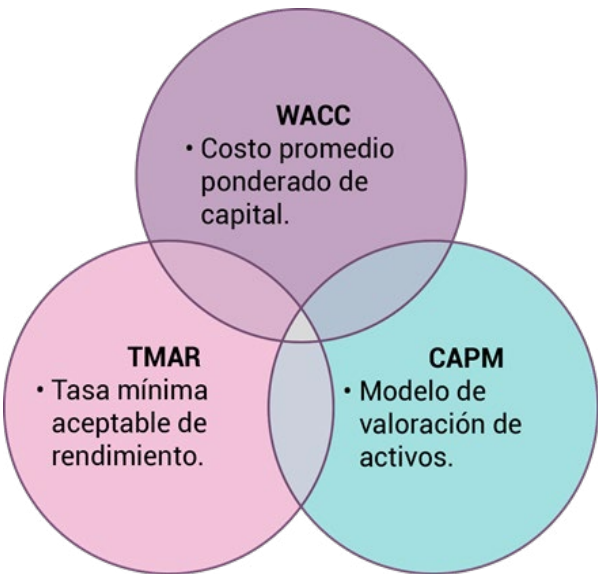 WACC
• Costo promedio
ponderado de
capital.
TMAR
• Tasa mínima
aceptable de
rendimiento.
CAPM
• Modelo de
valoración de
activos.